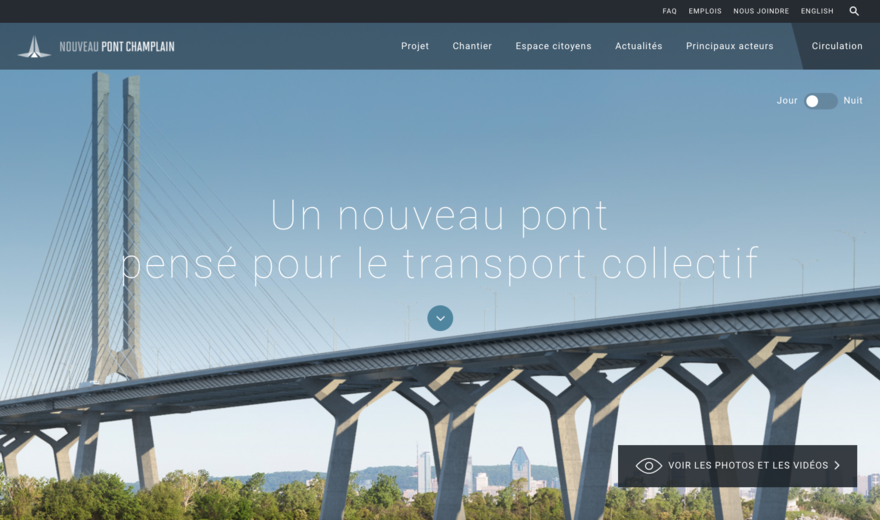 FAQ EMPLOIS NOUS JOINDRE ENGLISH
NOUVEAU PONT CHAMPLAIN
Projet Chantier Espace citoyens Actualités Principaux acteurs Circulation
Jour Nuit
Un nouveau pont
pensé pour le transport collectif
VOIR LES PHOTOS ET LES VIDÉOS